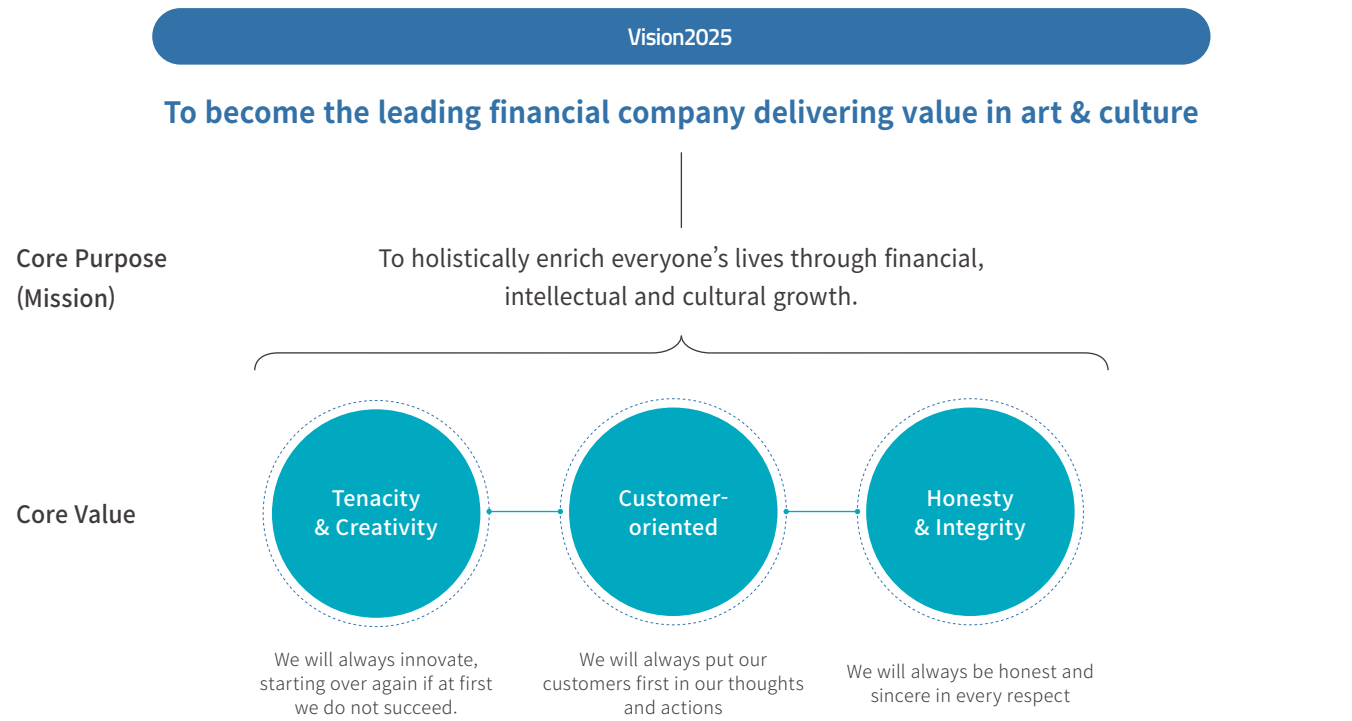 Vision2025
To become the leading financial company delivering value in art & culture
Core Purpose
(Mission)
To holistically enrich everyone’s lives through financial,
intellectual and cultural growth.
Core Value
Tenacity
& Creativity
Customer-
oriented
Honesty
& Integrity
We will always innovate,
starting over again if at first
we do not succeed.
We will always put our
customers first in our thoughts
and actions
We will always be honest and
sincere in every respect